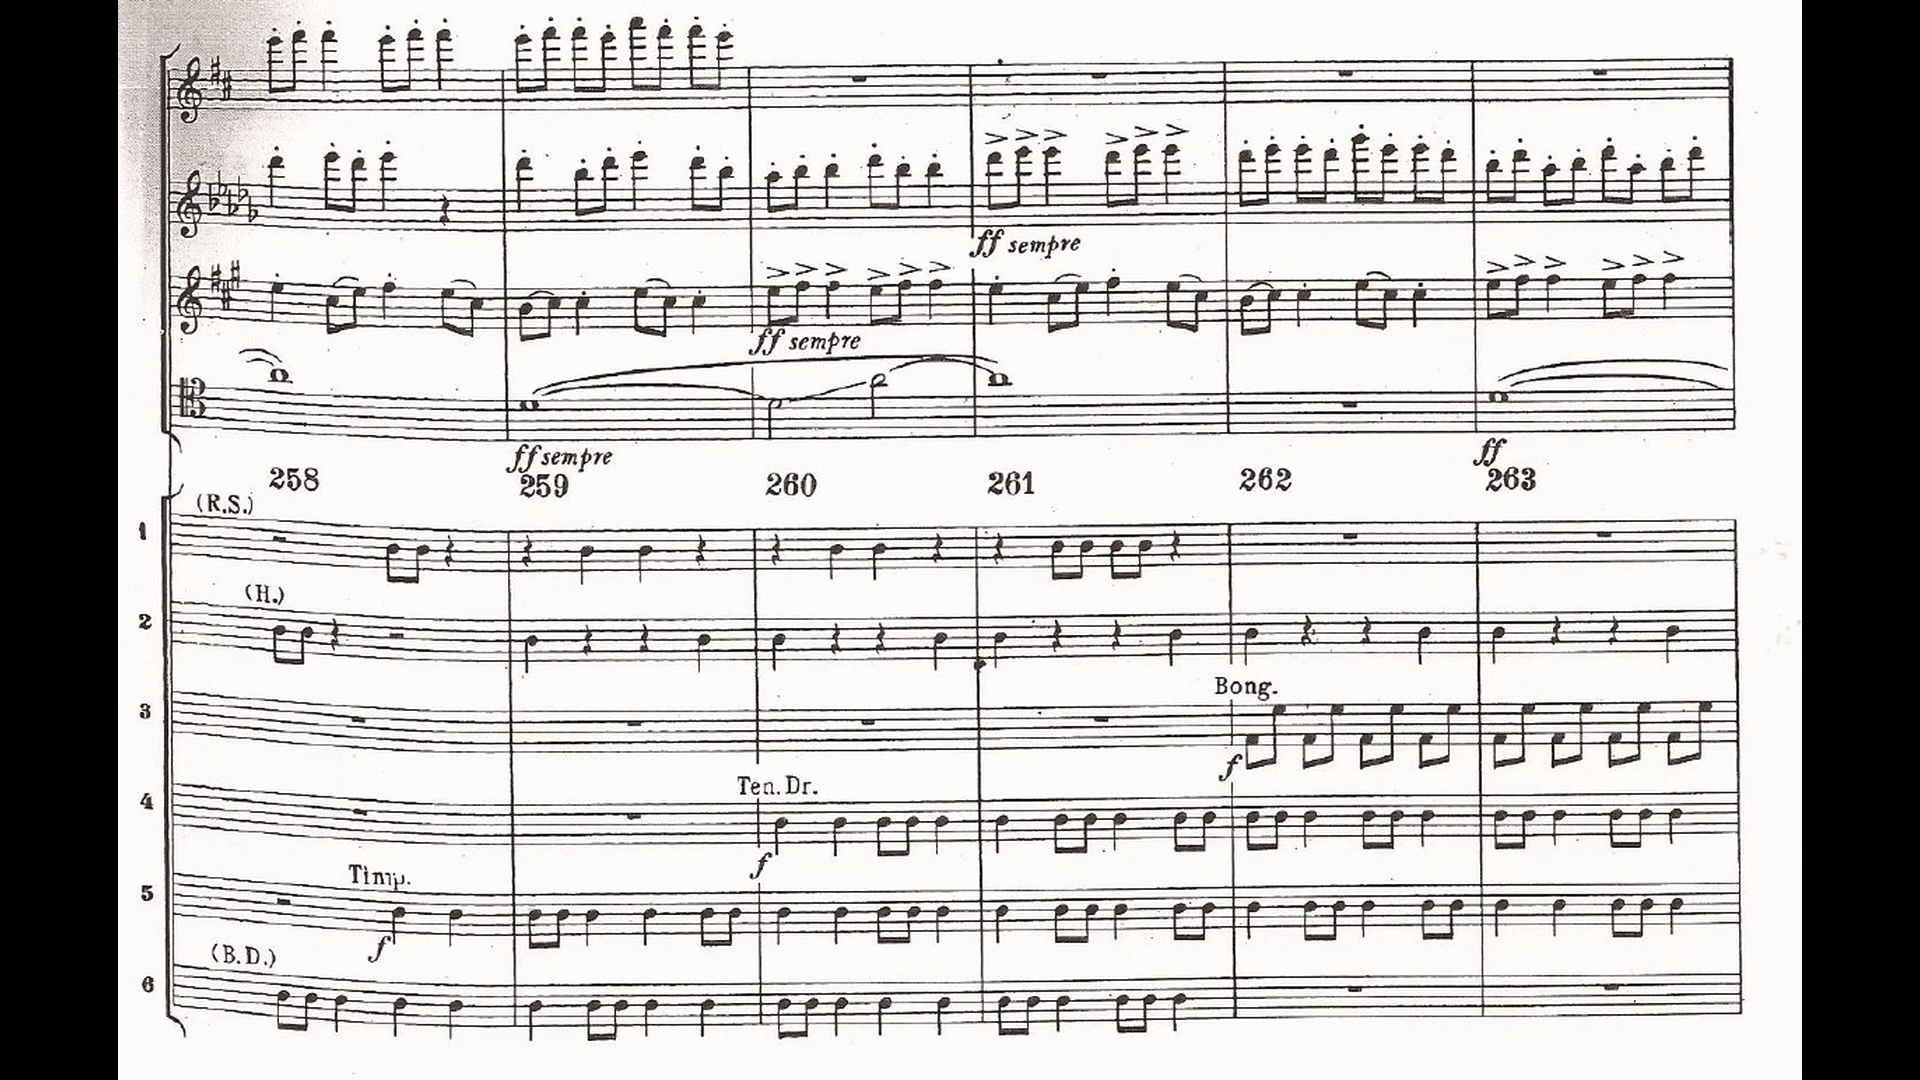 ff sempre
ff sempre
ff sempre
ff
258 259 260 261 262 263
(R.S.)
1
(H.)
2
Bong.
3
f
Ten. Dr.
4
f
Timp.
5
f
(B.D.)
6